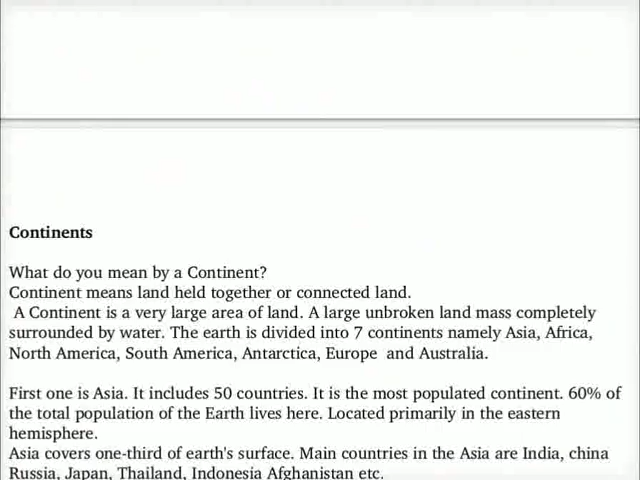 Continents
What do you mean by a Continent?
Continent means land held together or connected land.
A Continent is a very large area of land. A large unbroken land mass completely
surrounded by water. The earth is divided into 7 continents namely Asia, Africa,
North America, South America, Antarctica, Europe  and Australia.
First one is Asia. It includes 50 countries. It is the most populated continent. 60% of
the total population of the Earth lives here. Located primarily in the eastern
hemisphere.
Asia covers one-third of earth's surface. Main countries in the Asia are India, china
Russia, Japan, Thailand, Indonesia Afghanistan etc.